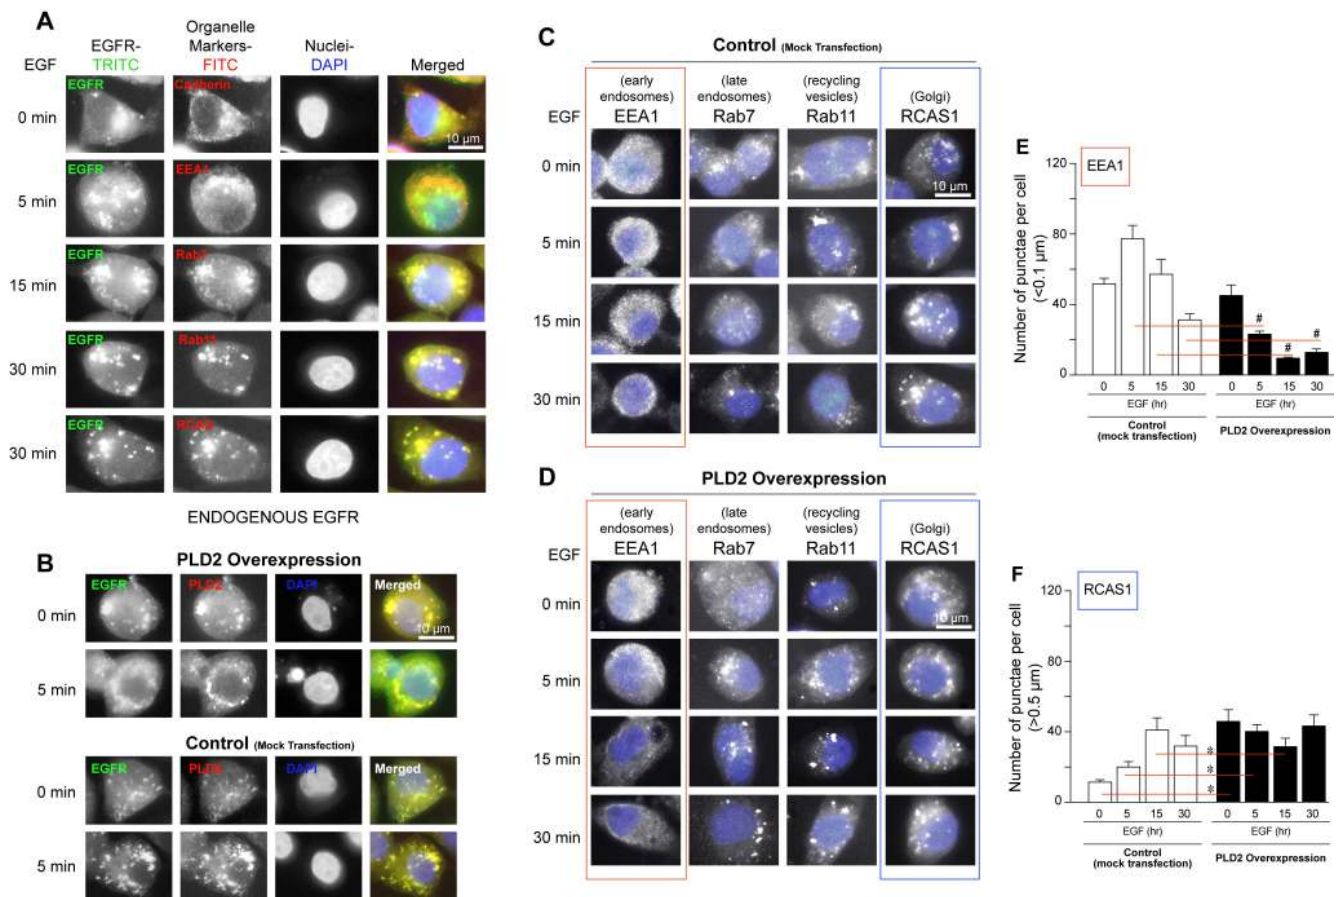 A
EGF
EGFR-
TRITC
Organelle
Markers-
FITC
Nuclei-
DAPI
Merged
0 min
EGFR
Cadherin
10 µm
5 min
EGFR
EEA1
15 min
EGFR
Rab7
30 min
EGFR
Rab11
30 min
EGFR
RCAS1
ENDOGENOUS EGFR
B
PLD2 Overexpression
0 min
EGFR
PLD2
DAPI
Merged
10 µm
5 min
Control (Mock Transfection)
0 min
EGFR
PLD2
DAPI
Merged
5 min
C
Control (Mock Transfection)
EGF
(early
endosomes)
EEA1
(late
endosomes)
Rab7
(recycling
vesicles)
Rab11
(Golgi)
RCAS1
0 min
10 µm
5 min
15 min
30 min
D
PLD2 Overexpression
EGF
(early
endosomes)
EEA1
(late
endosomes)
Rab7
(recycling
vesicles)
Rab11
(Golgi)
RCAS1
0 min
10 µm
5 min
15 min
30 min
E
EEA1
Number of punctae per cell
(<0.1 µm)
120
80
40
0
# # #
0 5 15 30 0 5 15 30
EGF (hr) EGF (hr)
Control
(mock transfection)
PLD2 Overexpression
F
RCAS1
Number of punctae per cell
(>0.5 µm)
120
80
40
0
*
*
*
0 5 15 30 0 5 15 30
EGF (hr) EGF (hr)
Control
(mock transfection)
PLD2 Overexpression